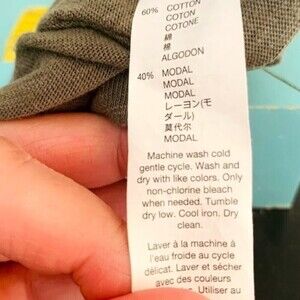 60% COTTON
COTON
COTONE
綿
棉
ALGODON
40% MODAL
MODAL
MODAL
レーヨン(モ
ダール)
莫代尔
MODAL
Machine wash cold
gentle cycle. Wash and
dry with like colors. Only
non-chlorine bleach
when needed. Tumble
dry low. Cool iron. Dry
clean.
Laver à la machine à
l'eau froide au cycle
délicat. Laver et sécher
avec des couleurs
Utiliser au